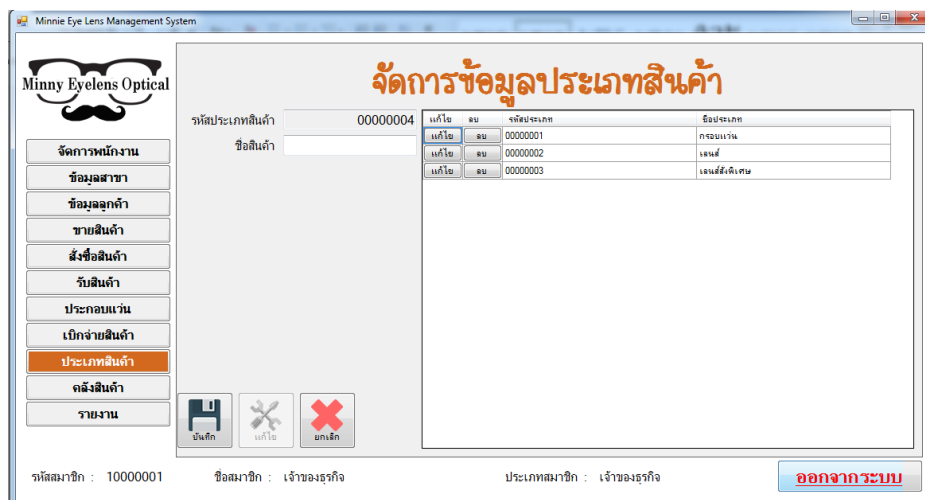 Minnie Eye Lens Management System
Minny Eyelens Optical
จัดการข้อมูลประเภทสินค้า
รหัสประเภทสินค้า 00000004
ชื่อสินค้า
แก้ไข ลบ รหัสประเภท ชื่อประเภท
แก้ไข ลบ 00000001 กรอบแว่น
แก้ไข ลบ 00000002 เลนส์
แก้ไข ลบ 00000003 เลนส์สั่งพิเศษ
จัดการพนักงาน
ข้อมูลสาขา
ข้อมูลลูกค้า
ขายสินค้า
สั่งซื้อสินค้า
รับสินค้า
ประกอบแว่น
เบิกจ่ายสินค้า
ประเภทสินค้า
คลังสินค้า
รายงาน
บันทึก แก้ไข ยกเลิก
รหัสสมาชิก : 10000001 ชื่อสมาชิก : เจ้าของธุรกิจ ประเภทสมาชิก : เจ้าของธุรกิจ ออกจากระบบ